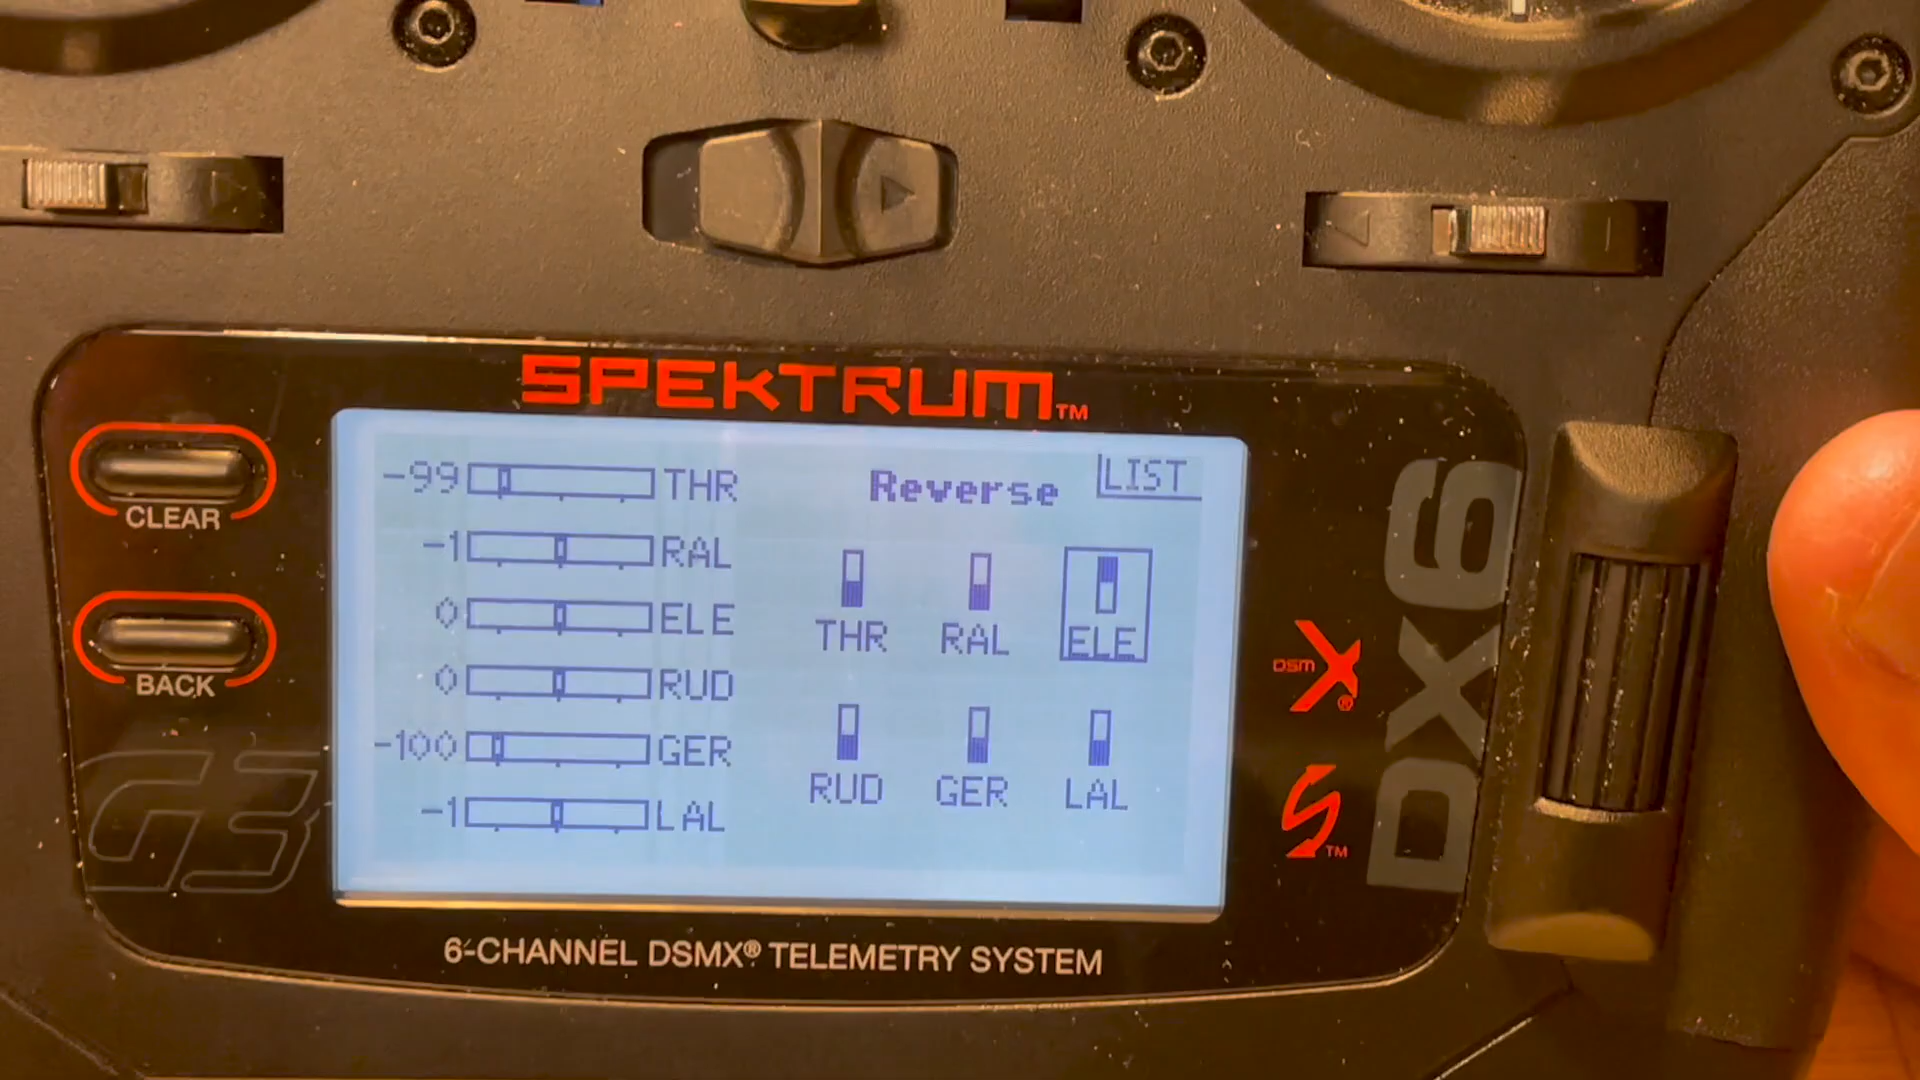 SPEKTRUM™
CLEAR
BACK
G3
-99 THR
-1 RAL
0 ELE
0 RUD
-100 GER
-1 LAL
Reverse
LIST
THR RAL ELE
RUD GER LAL
DSM X®
™
DX6
6-CHANNEL DSMX® TELEMETRY SYSTEM